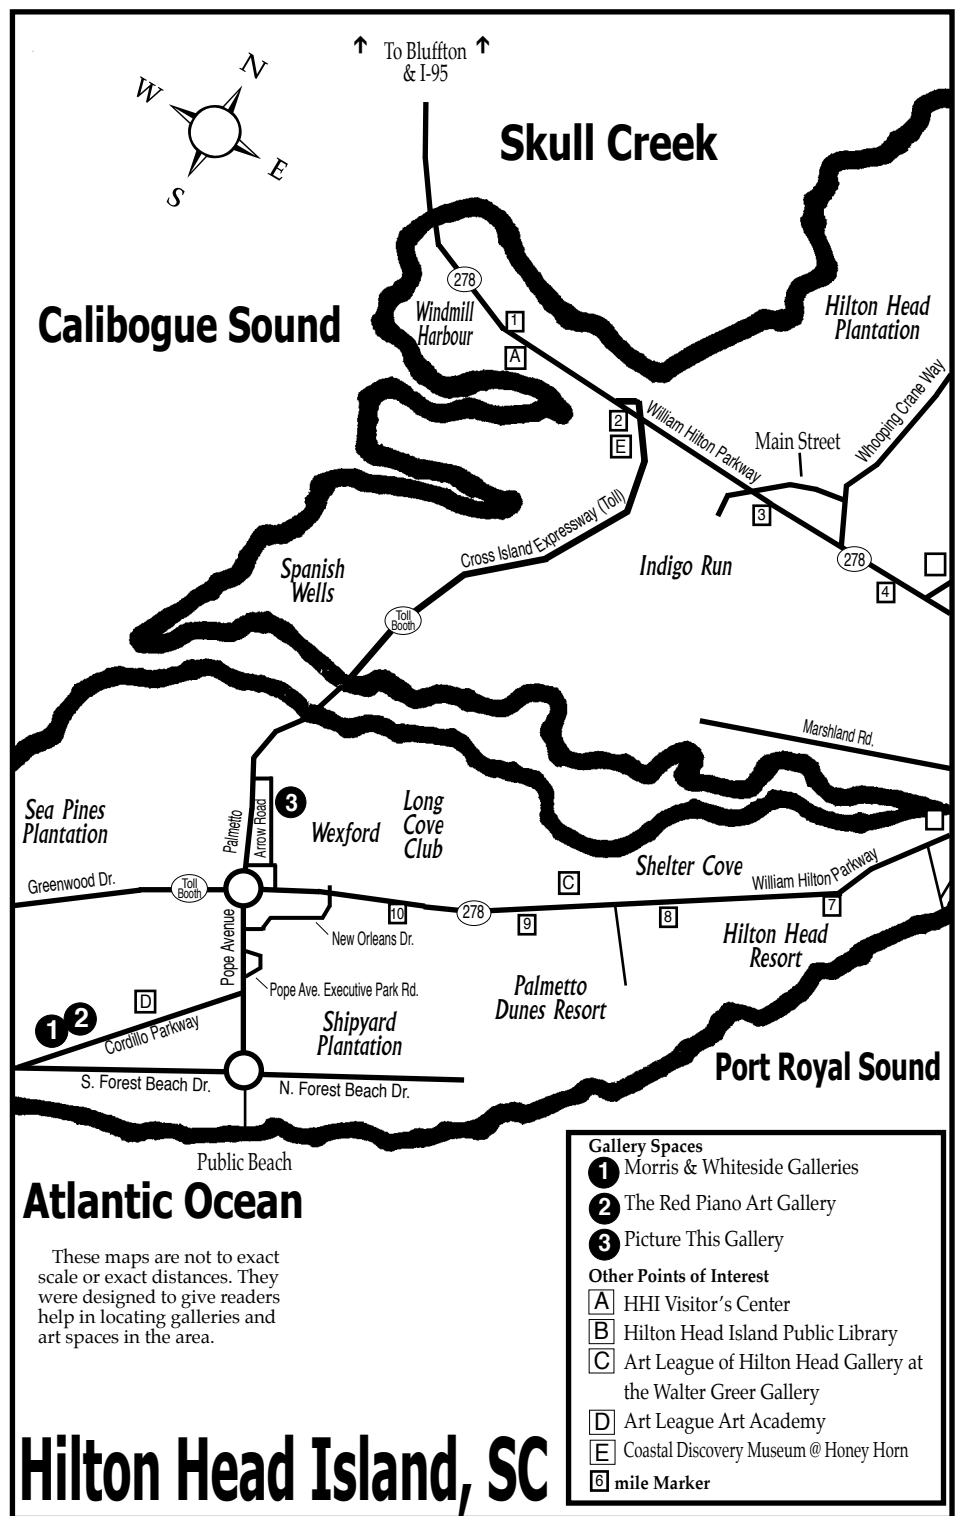 To Bluffton
& I-95
N
W
E
S
Skull Creek
Calibogue Sound
278
Windmill
Harbour
1
A
Hilton Head
Plantation
Whooping Crane Way
2
E
William Hilton Parkway
Main Street
3
Cross Island Expressway (Toll)
Indigo Run
278
4
Spanish
Wells
Toll
Booth
Marshland Rd.
Sea Pines
Plantation
Palmetto
Arrow Road
3
Wexford
Long
Cove
Club
Shelter Cove
C
William Hilton Parkway
Greenwood Dr.
Toll
Booth
10
278
9
8
7
New Orleans Dr.
Pope Avenue
Hilton Head
Resort
Pope Ave. Executive Park Rd.
Palmetto
Dunes Resort
D
1
2
Cordillo Parkway
Shipyard
Plantation
S. Forest Beach Dr.
N. Forest Beach Dr.
Port Royal Sound
Public Beach
Atlantic Ocean
These maps are not to exact
scale or exact distances. They
were designed to give readers
help in locating galleries and
art spaces in the area.
Gallery Spaces
1 Morris & Whiteside Galleries
2 The Red Piano Art Gallery
3 Picture This Gallery
Other Points of Interest
A HHI Visitor's Center
B Hilton Head Island Public Library
C Art League of Hilton Head Gallery at
the Walter Greer Gallery
D Art League Art Academy
E Coastal Discovery Museum @ Honey Horn
6 mile Marker
Hilton Head Island, SC